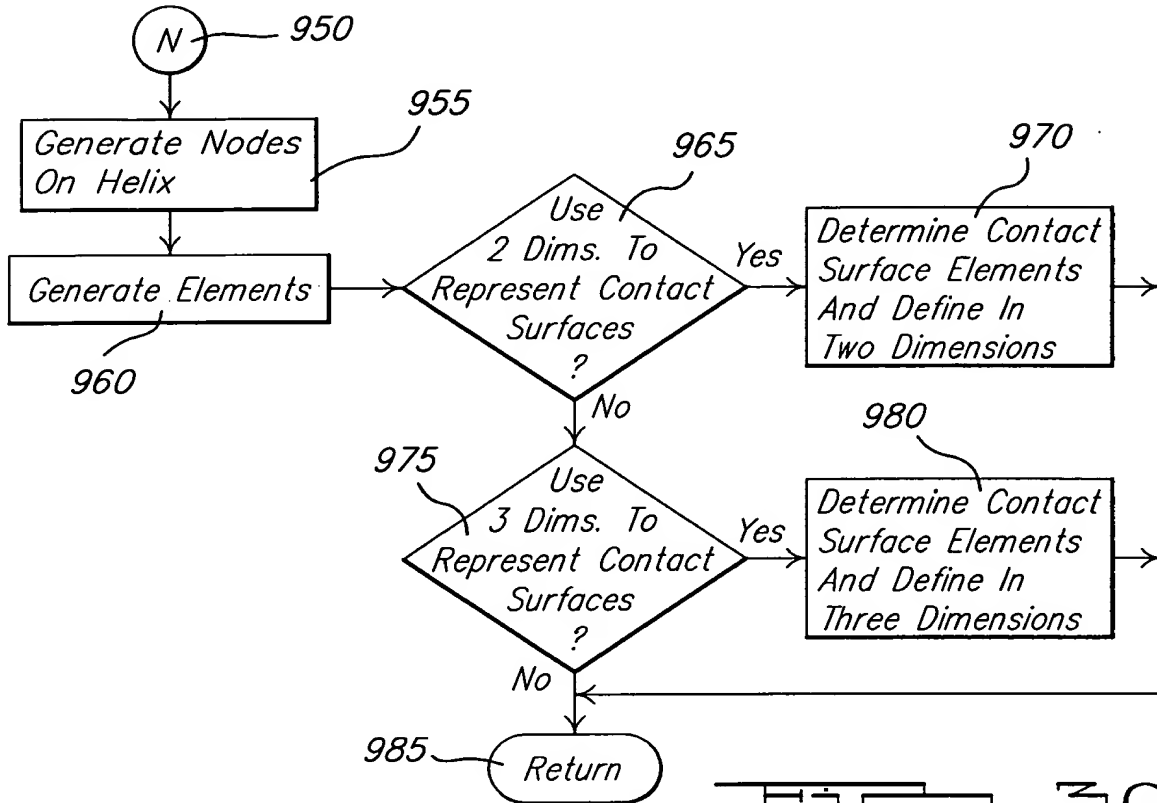 N
950
955
Generate Nodes
On Helix
Generate Elements
960
965
Use
2 Dims. To
Represent Contact
Surfaces
?
Yes
970
Determine Contact
Surface Elements
And Define In
Two Dimensions
No
975
Use
3 Dims. To
Represent Contact
Surfaces
?
Yes
980
Determine Contact
Surface Elements
And Define In
Three Dimensions
No
985
Return